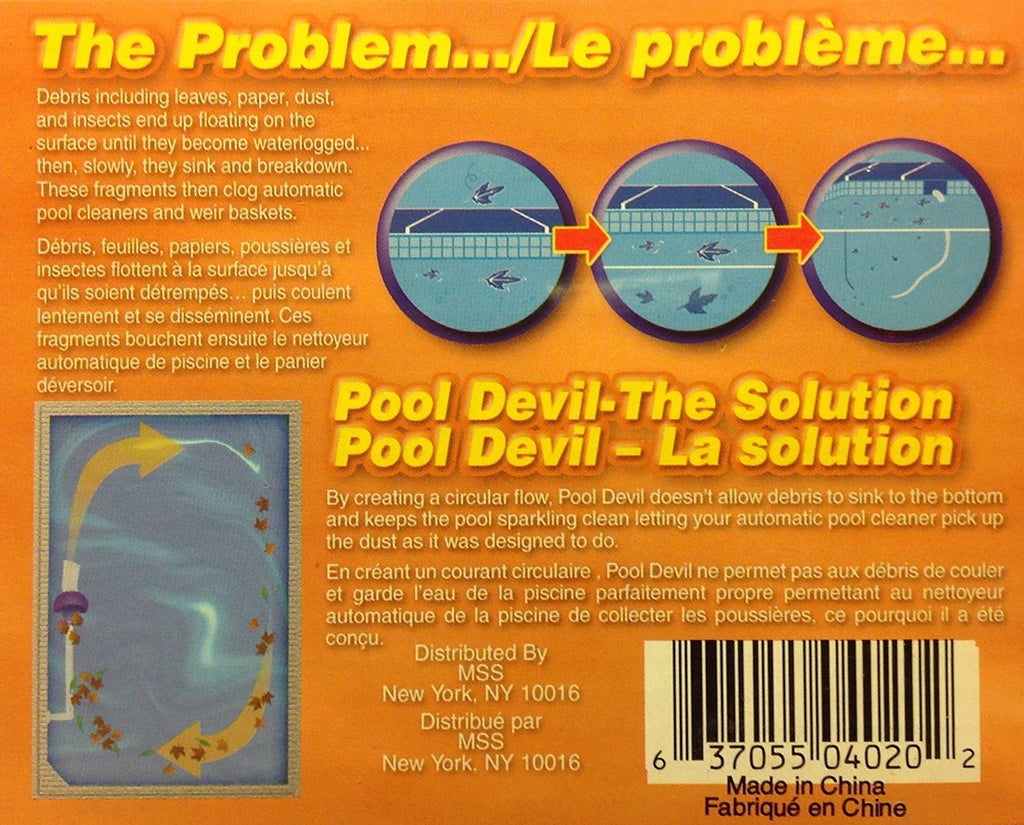 The Problem.../Le problème...
Debris including leaves, paper, dust,
and insects end up floating on the
surface until they become waterlogged...
then, slowly, they sink and breakdown.
These fragments then clog automatic
pool cleaners and weir baskets.
Débris, feuilles, papiers, poussières et
insectes flottent à la surface jusqu'à
qu'ils soient détrempés... puis coulent
lentement et se disséminent. Ces
fragments bouchent ensuite le nettoyeur
automatique de piscine et le panier
déversoir.
Pool Devil-The Solution
Pool Devil – La solution
By creating a circular flow, Pool Devil doesn't allow debris to sink to the bottom
and keeps the pool sparkling clean letting your automatic pool cleaner pick up
the dust as it was designed to do.
En créant un courant circulaire , Pool Devil ne permet pas aux débris de couler
et garde l'eau de la piscine parfaitement propre permettant au nettoyeur
automatique de la piscine de collecter les poussières, ce pourquoi il a été
conçu.
Distributed By
MSS
New York, NY 10016
Distribué par
MSS
New York, NY 10016
6 37055 04020 2
Made in China
Fabriqué en Chine